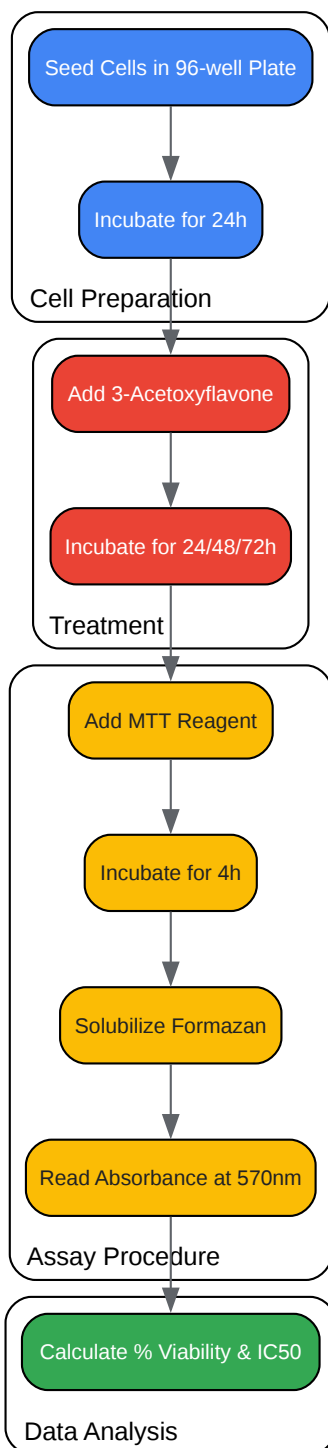 Seed Cells in 96-well Plate
Incubate for 24h
Cell Preparation
Add 3-Acetoxyflavone
Incubate for 24/48/72h
Treatment
Add MTT Reagent
Incubate for 4h
Solubilize Formazan
Read Absorbance at 570nm
Assay Procedure
Calculate % Viability & IC50
Data Analysis